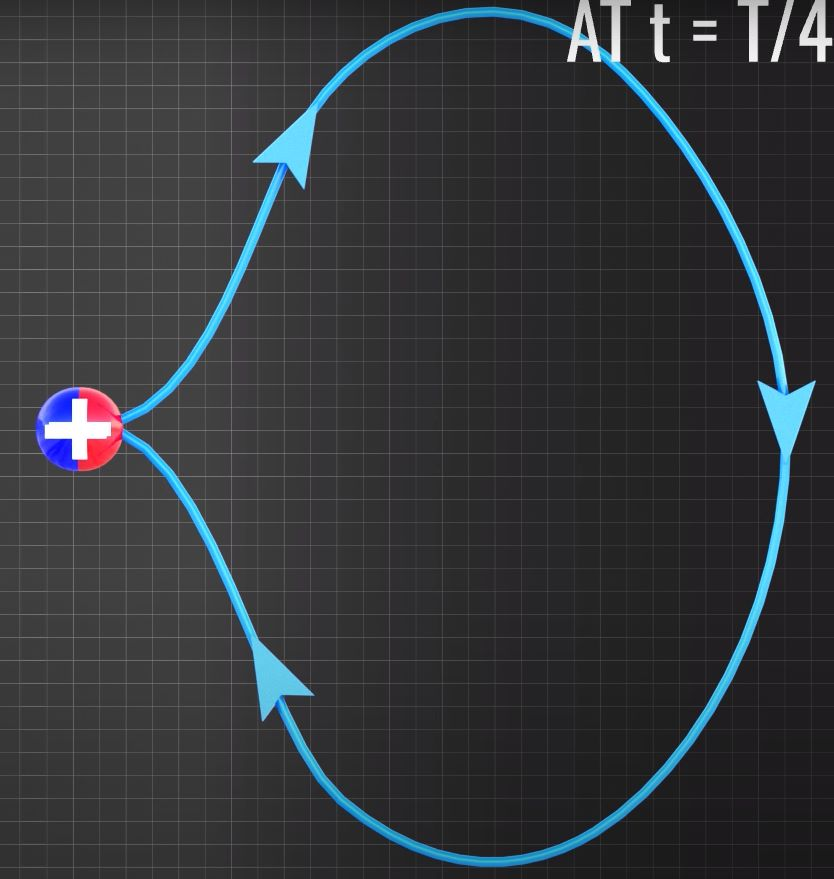 AT t = T/4